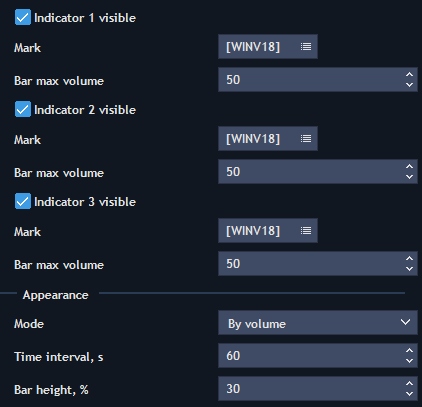 Indicator 1 visible
Mark [WINV18]
Bar max volume 50
Indicator 2 visible
Mark [WINV18]
Bar max volume 50
Indicator 3 visible
Mark [WINV18]
Bar max volume 50
Appearance
Mode By volume
Time interval, s 60
Bar height, % 30